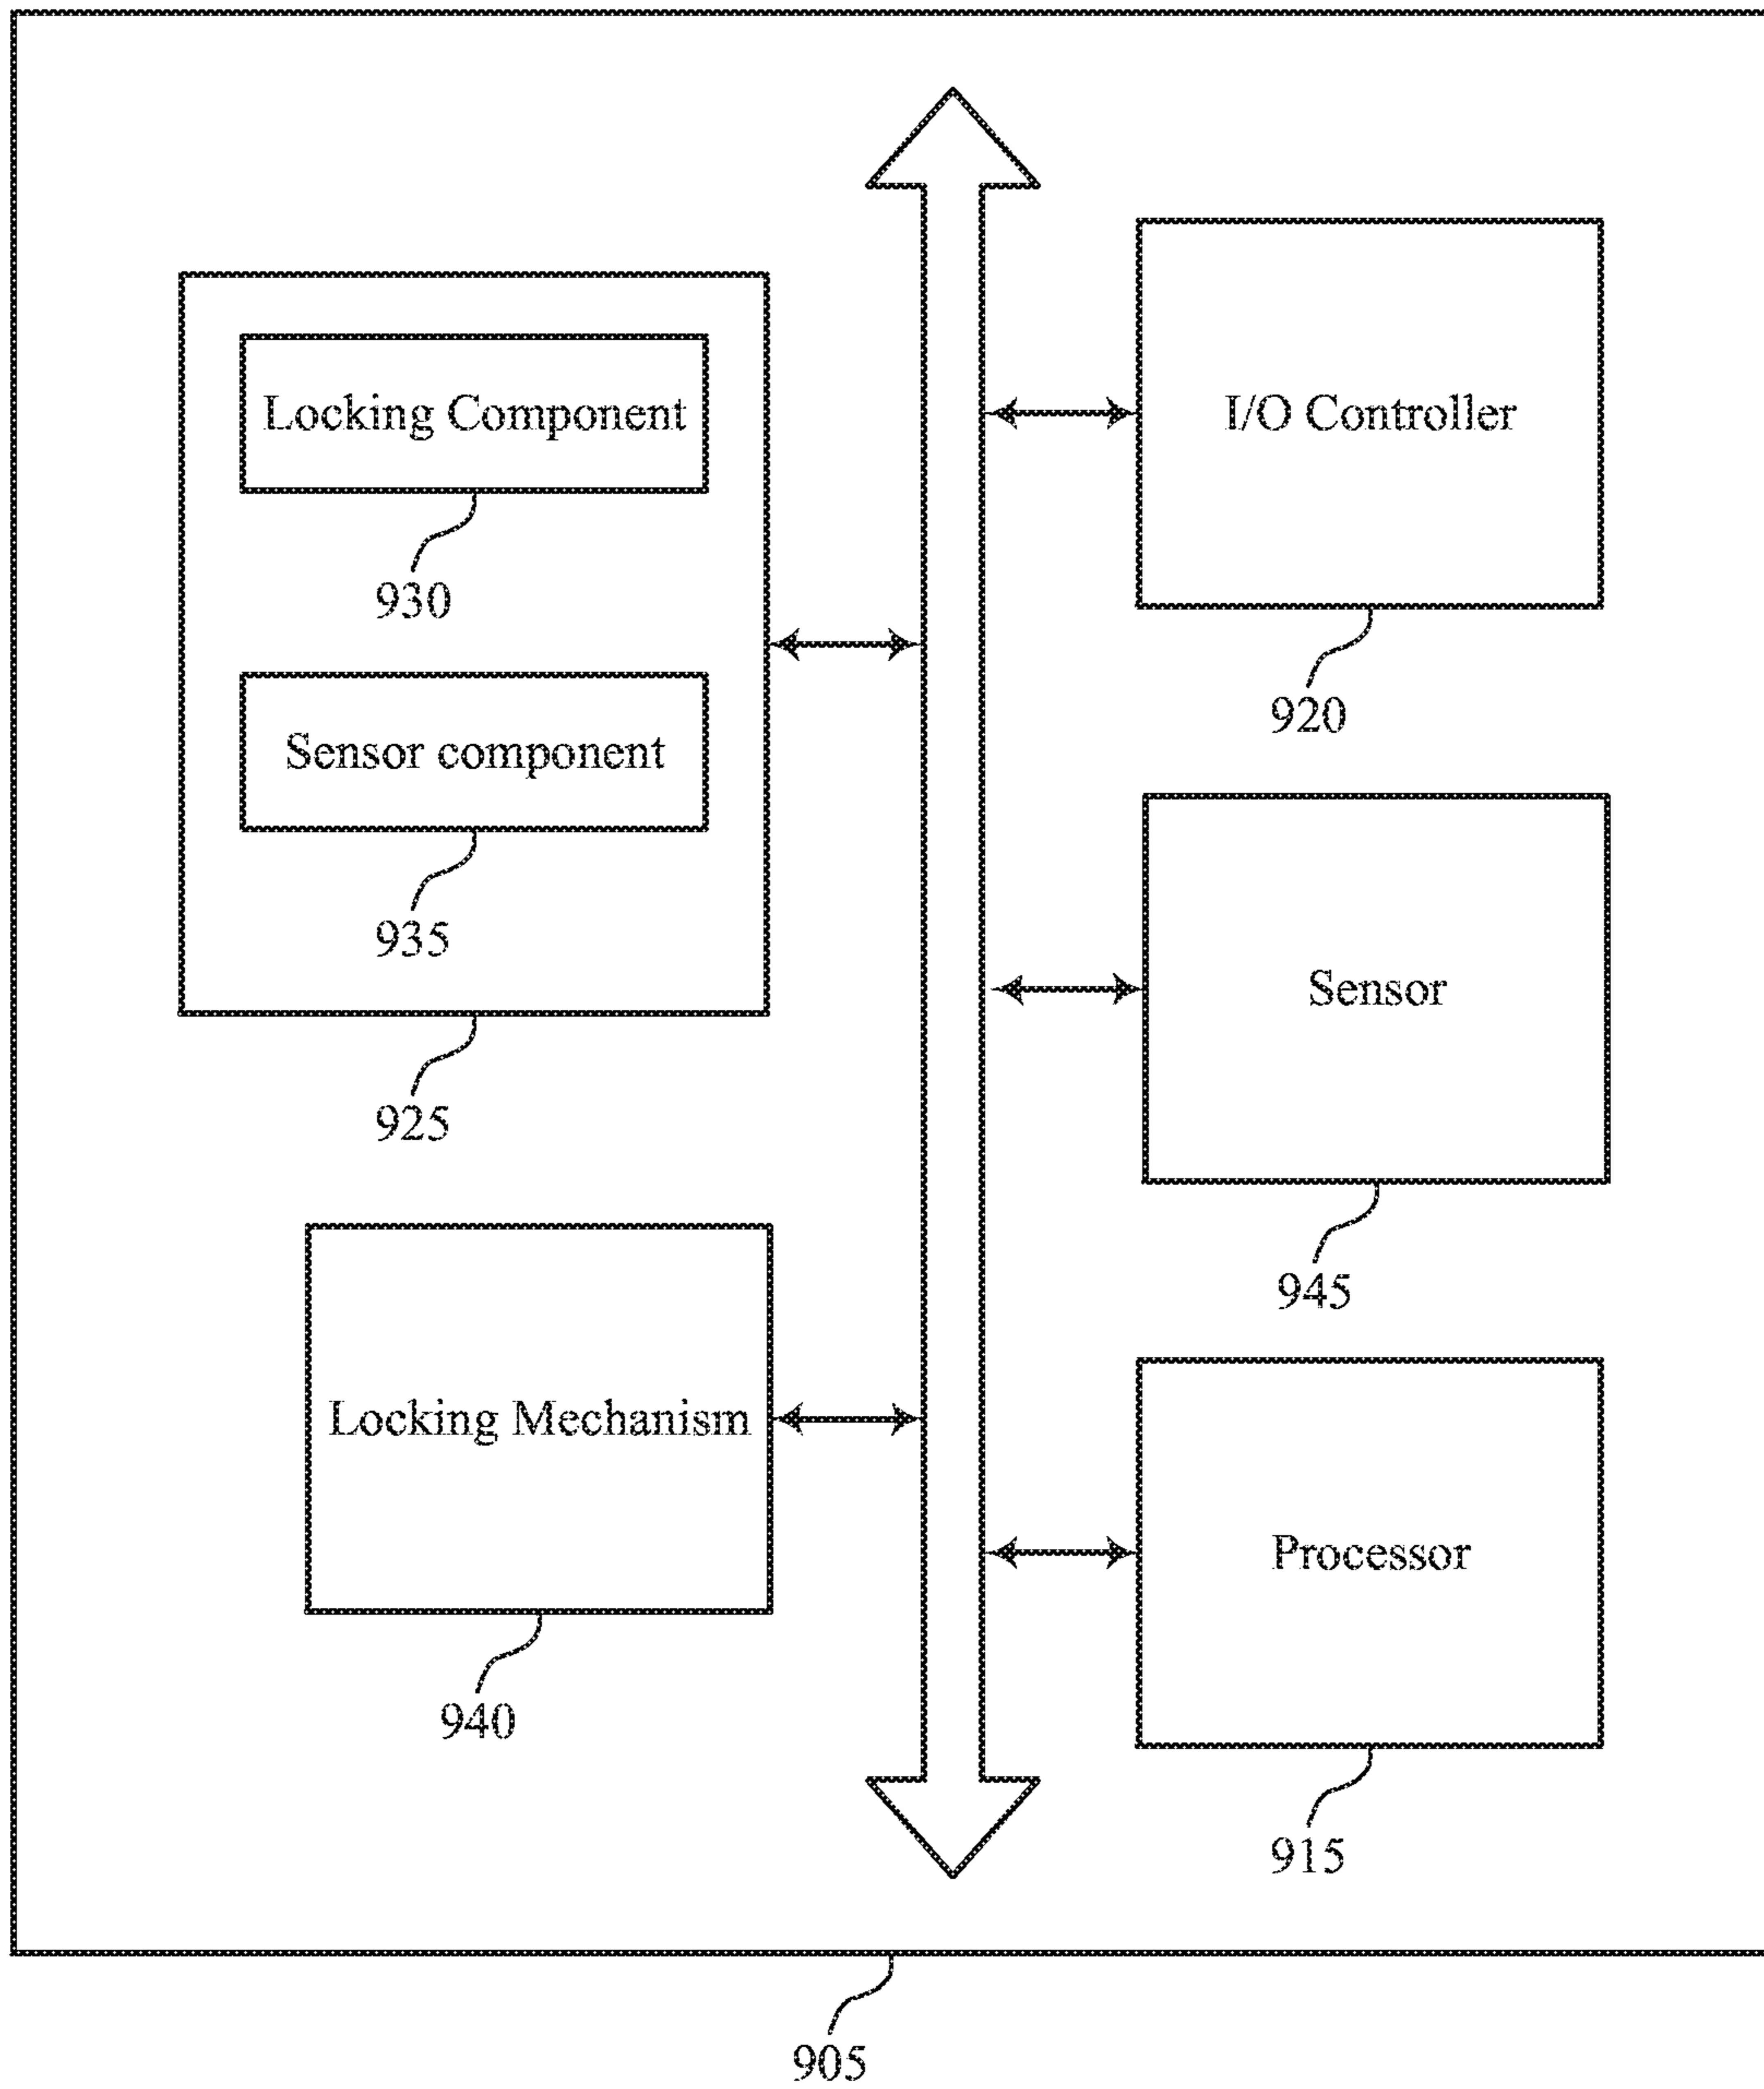 Locking Component
930
Sensor component
935
925
Locking Mechanism
940
I/O Controller
920
Sensor
945
Processor
915
905